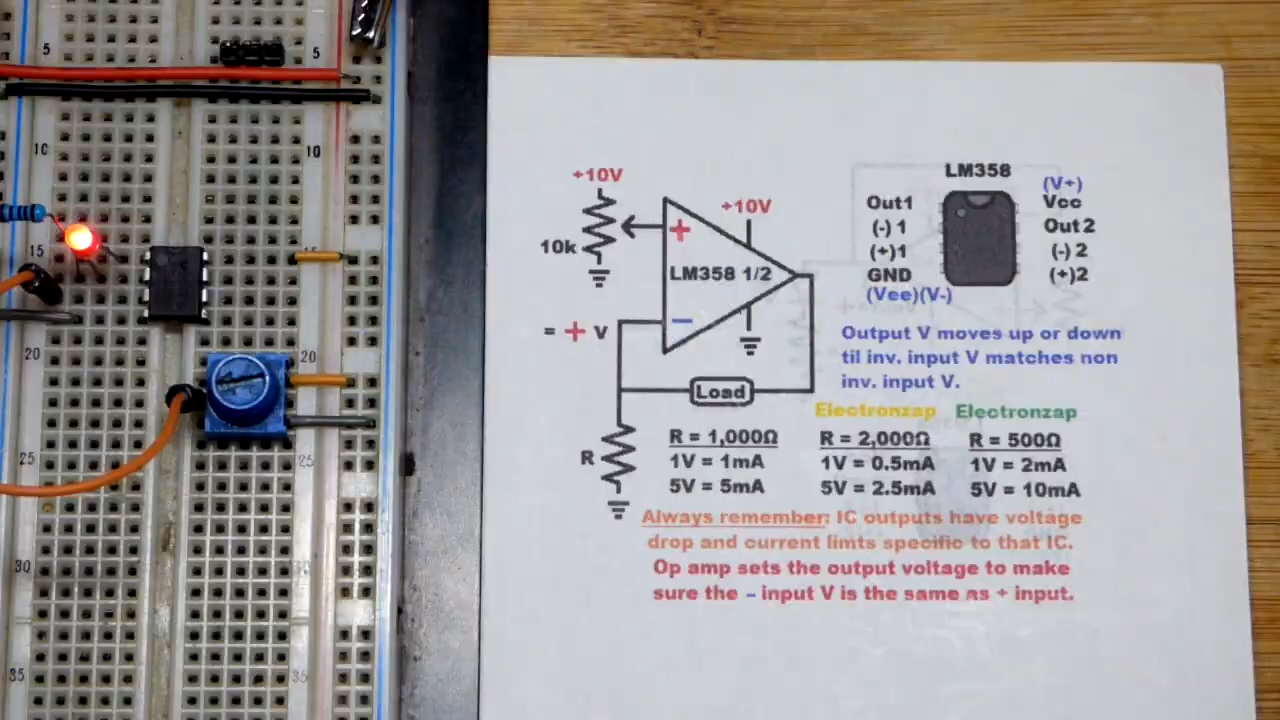 5
5
10
10
15
15
20
20
25
25
30
30
35
35
+10V
10k
+
+10V
LM358 1/2
−
= + V
Load
R
LM358
Out1
(-) 1
(+)1
GND
(Vee)(V-)
(V+)
Vcc
Out 2
(-) 2
(+)2
Output V moves up or down
til inv. input V matches non
inv. input V.
Electronzap Electronzap
R = 1,000Ω
1V = 1mA
5V = 5mA
R = 2,000Ω
1V = 0.5mA
5V = 2.5mA
R = 500Ω
1V = 2mA
5V = 10mA
Always remember: IC outputs have voltage
drop and current limts specific to that IC.
Op amp sets the output voltage to make
sure the – input V is the same as + input.